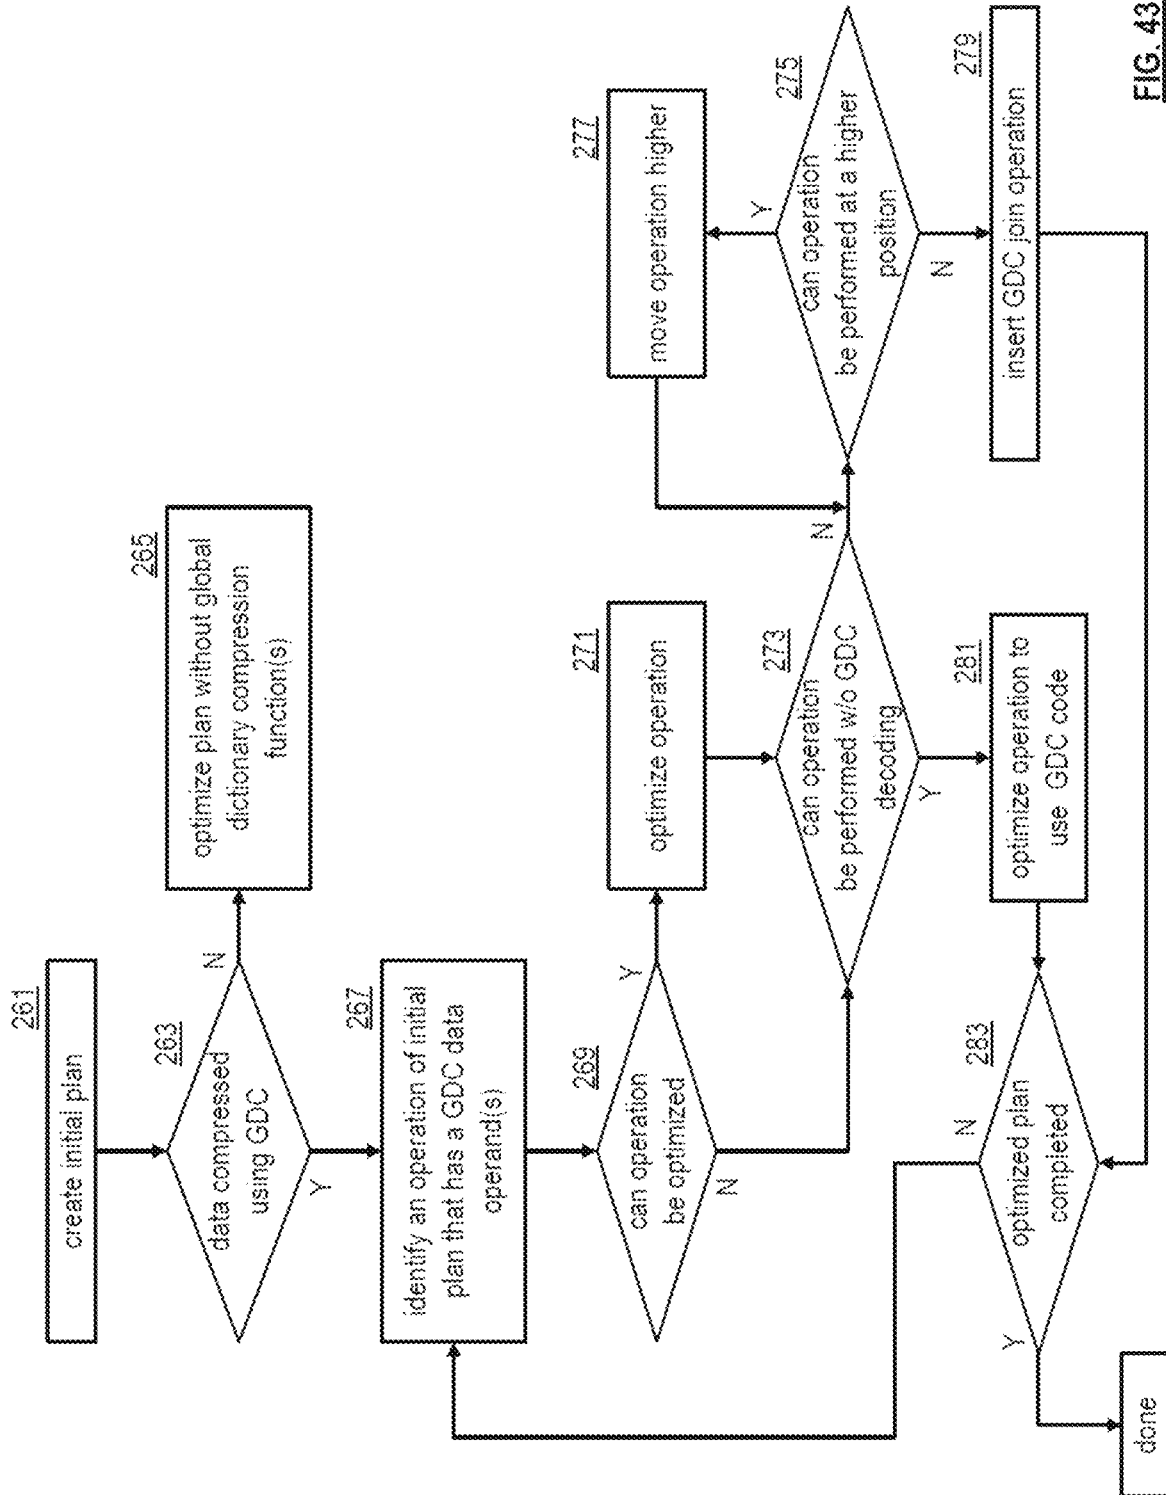 261
create initial plan
263
data compressed
using GDC
N
Y
265
optimize plan without global
dictionary compression
function(s)
267
identify an operation of initial
plan that has a GDC data
operand(s)
269
can operation
be optimized
Y
N
271
optimize operation
273
can operation
be performed w/o GDC
decoding
N
Y
277
move operation higher
275
can operation
be performed at a higher
position
Y
N
279
insert GDC join operation
281
optimize operation to
use GDC code
283
optimized plan
completed
N
Y
done
FIG. 43